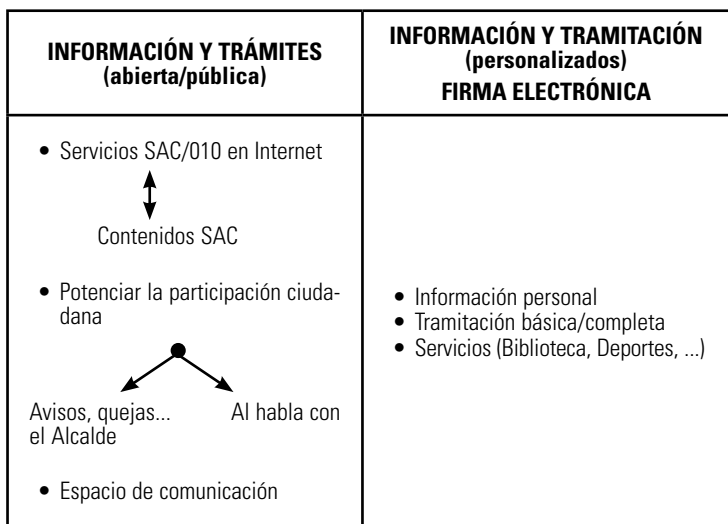 INFORMACIÓN Y TRÁMITES
(abierta/pública)
INFORMACIÓN Y TRAMITACIÓN
(personalizados)
FIRMA ELECTRÓNICA
• Servicios SAC/010 en Internet
Contenidos SAC
• Potenciar la participación ciuda-
dana
Avisos, quejas...
el Alcalde
Al habla con
• Espacio de comunicación
• Información personal
• Tramitación básica/completa
• Servicios (Biblioteca, Deportes, ...)